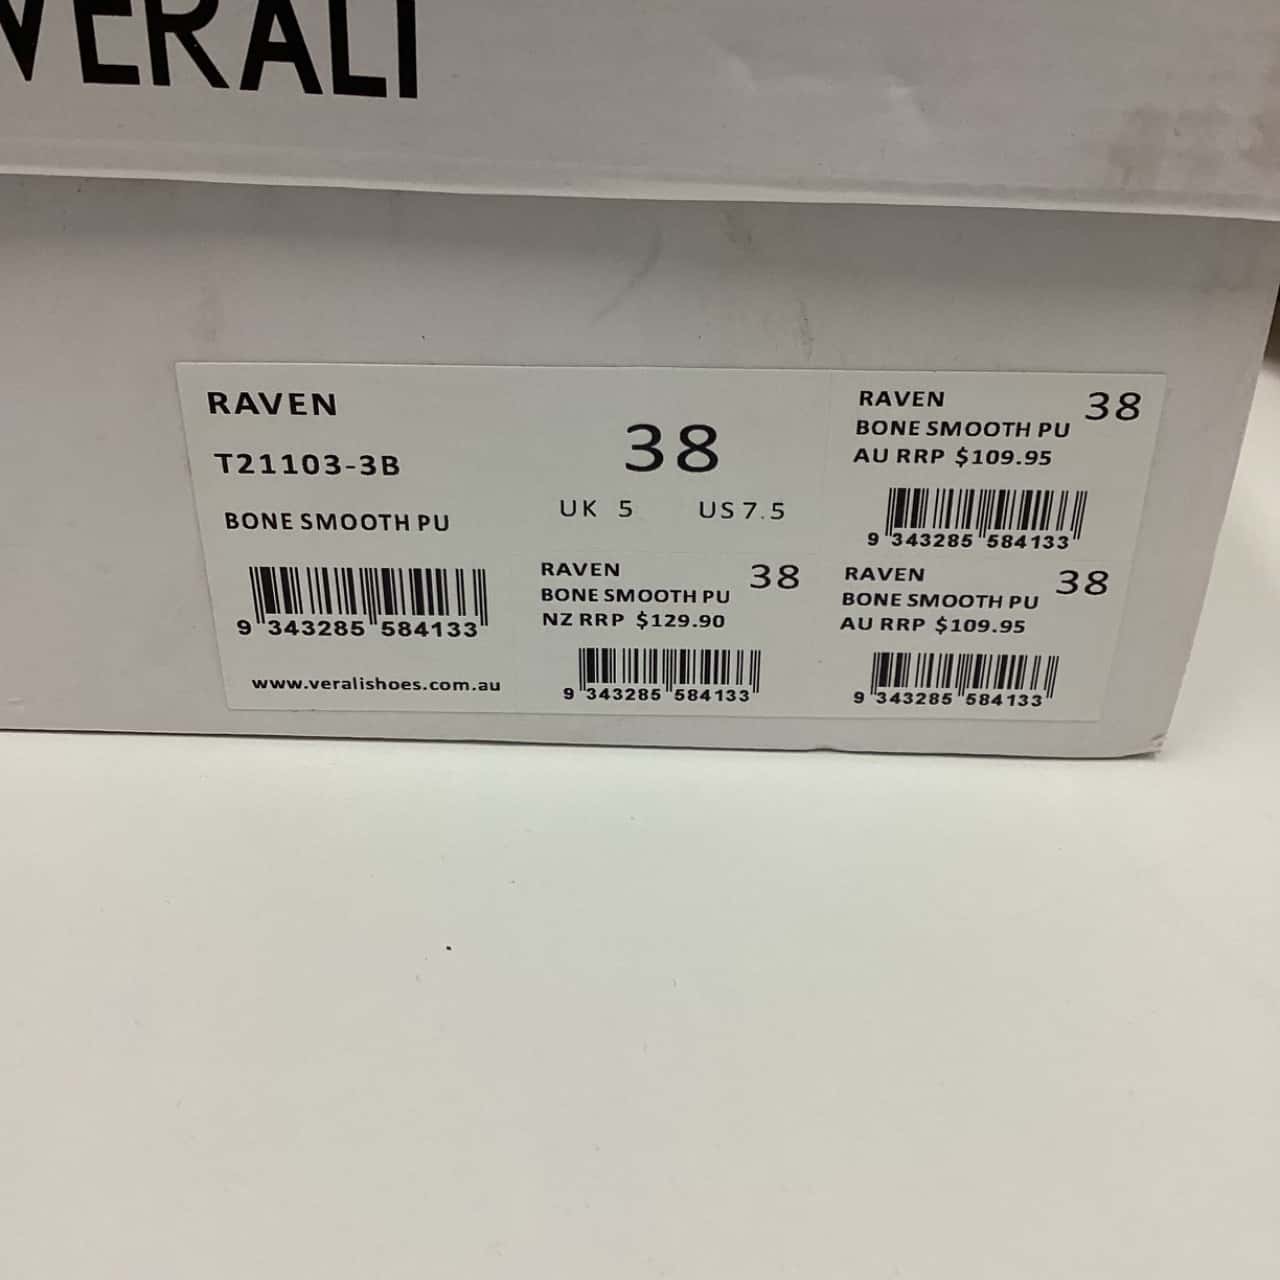 VERALI
RAVEN
T21103-3B
BONE SMOOTH PU
9 343285 584133
www.veralishoes.com.au
38
UK 5 US 7.5
RAVEN 38
BONE SMOOTH PU
NZ RRP $129.90
9 343285 584133
RAVEN 38
BONE SMOOTH PU
AU RRP $109.95
9 343285 584133
RAVEN 38
BONE SMOOTH PU
AU RRP $109.95
9 343285 584133